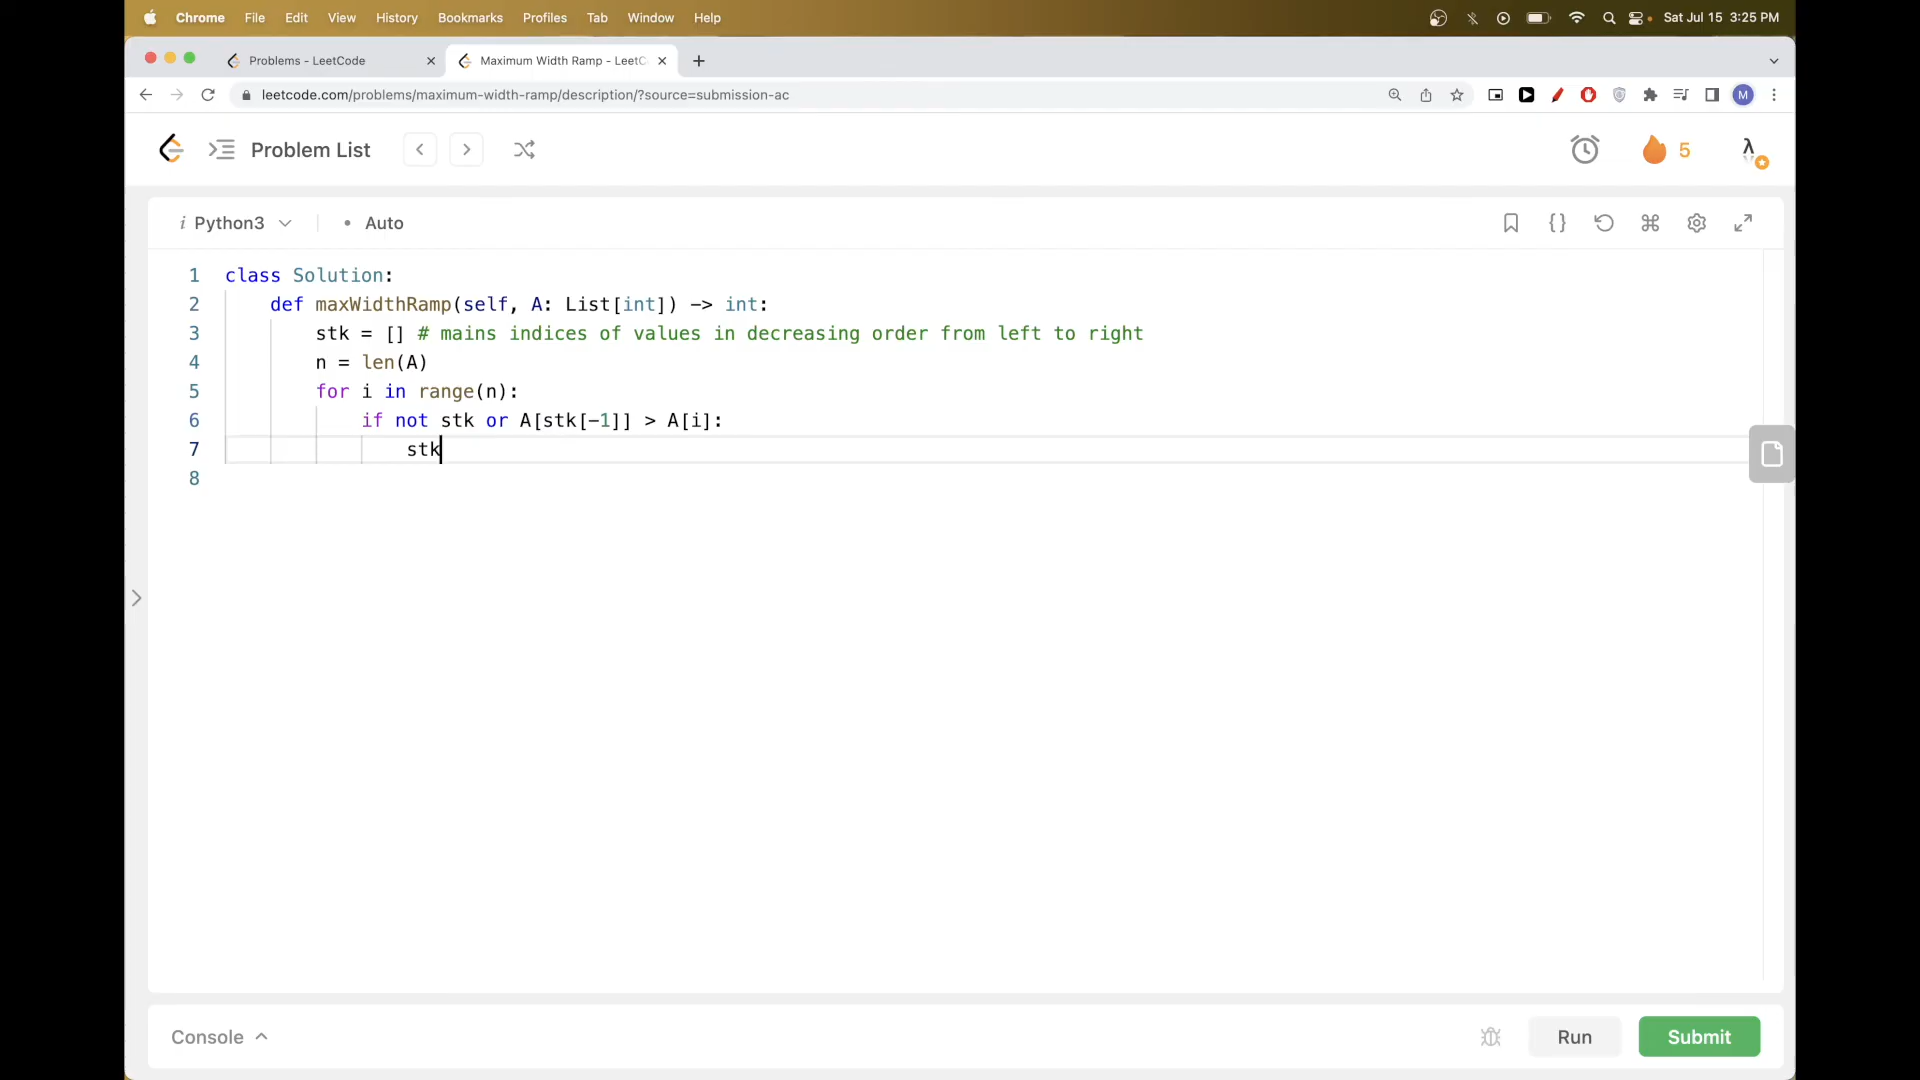 Chrome File Edit View History Bookmarks Profiles Tab Window Help Sat Jul 15 3:25 PM
Problems - LeetCode Maximum Width Ramp - LeetC
leetcode.com/problems/maximum-width-ramp/description/?source=submission-ac M
Problem List 5
i Python3 • Auto
1 class Solution:
2 def maxWidthRamp(self, A: List[int]) -> int:
3 stk = [] # mains indices of values in decreasing order from left to right
4 n = len(A)
5 for i in range(n):
6 if not stk or A[stk[-1]] > A[i]:
7 stk
8
Console Run Submit